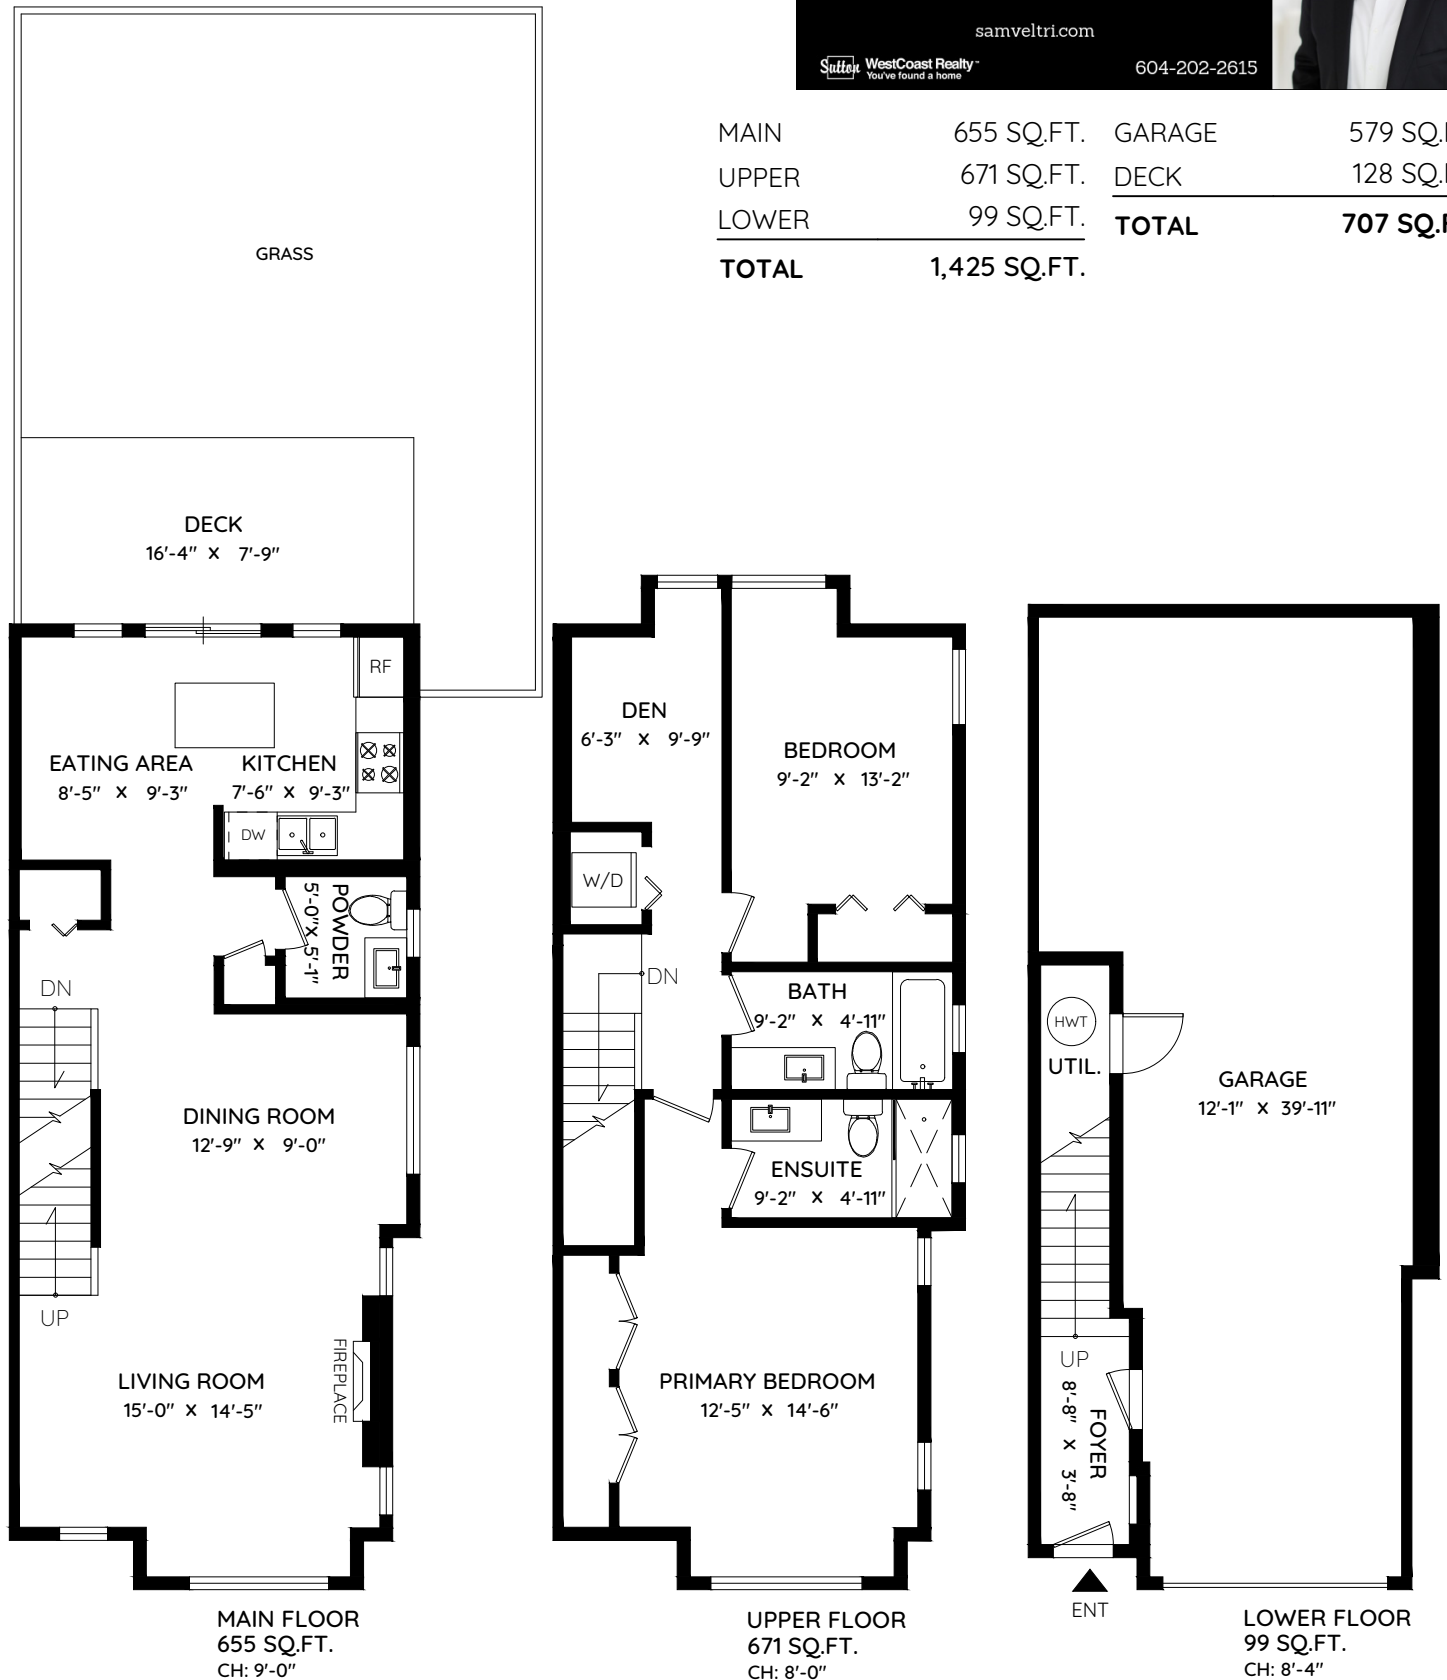 samveltri.com
Sutton WestCoast Realty™
You've found a home
604-202-2615
MAIN 655 SQ.FT. GARAGE 579 SQ.
UPPER 671 SQ.FT. DECK 128 SQ.
LOWER 99 SQ.FT. TOTAL 707 SQ.
TOTAL 1,425 SQ.FT.
GRASS
DECK
16'-4" X 7'-9"
RF
EATING AREA
8'-5" X 9'-3"
KITCHEN
7'-6" X 9'-3"
DW
POWDER
5'-0" X 5'-1"
DN
DINING ROOM
12'-9" X 9'-0"
UP
FIREPLACE
LIVING ROOM
15'-0" X 14'-5"
MAIN FLOOR
655 SQ.FT.
CH: 9'-0"
DEN
6'-3" X 9'-9"
BEDROOM
9'-2" X 13'-2"
W/D
DN
BATH
9'-2" X 4'-11"
ENSUITE
9'-2" X 4'-11"
PRIMARY BEDROOM
12'-5" X 14'-6"
UPPER FLOOR
671 SQ.FT.
CH: 8'-0"
HWT
UTIL.
GARAGE
12'-1" X 39'-11"
UP
FOYER
8'-8" X 3'-8"
ENT
LOWER FLOOR
99 SQ.FT.
CH: 8'-4"